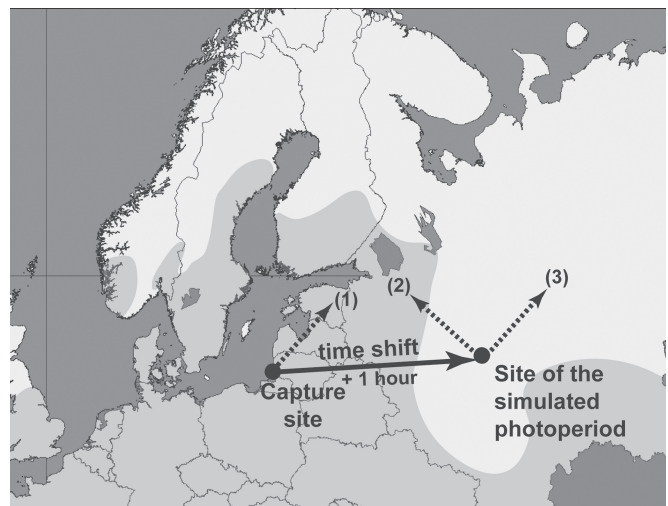 (1)
(2)
(3)
time shift
+ 1 hour
Capture
site
Site of the
simulated
photoperiod